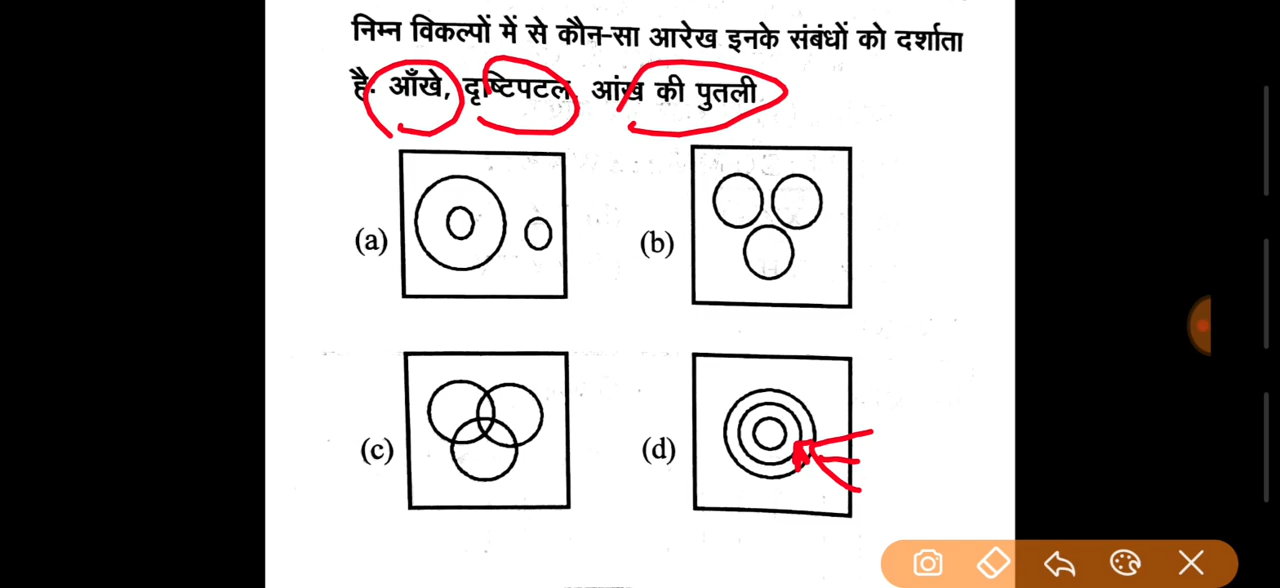 निम्न विकल्पों में से कौन-सा आरेख इनके संबंधों को दर्शाता
है- आँखे, दृष्टिपटल, आंख की पुतली
(a) (b)
(c) (d)